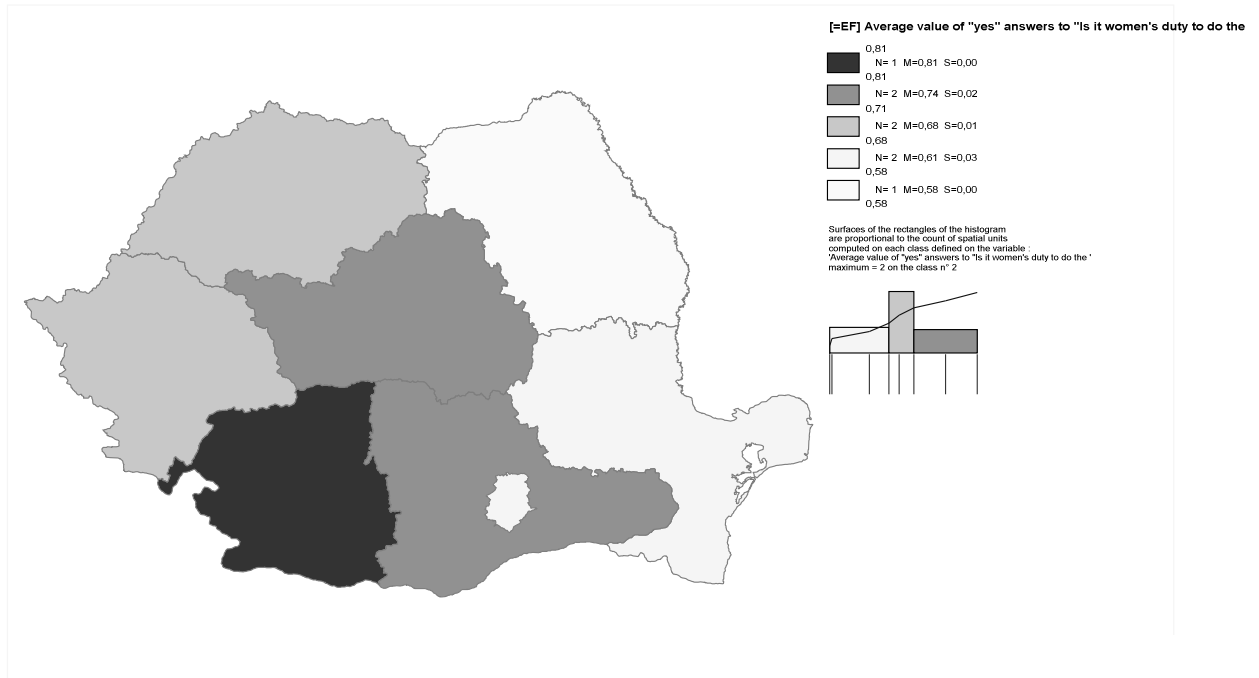 [=EF] Average value of "yes" answers to "Is it women's duty to do the
0,81
N= 1 M=0,81 S=0,00
0,81
N= 2 M=0,74 S=0,02
0,71
N= 2 M=0,68 S=0,01
0,68
N= 2 M=0,61 S=0,03
0,58
N= 1 M=0,58 S=0,00
0,58
Surfaces of the rectangles of the histogram
are proportional to the count of spatial units
computed on each class defined on the variable :
'Average value of "yes" answers to "Is it women's duty to do the '
maximum = 2 on the class n° 2